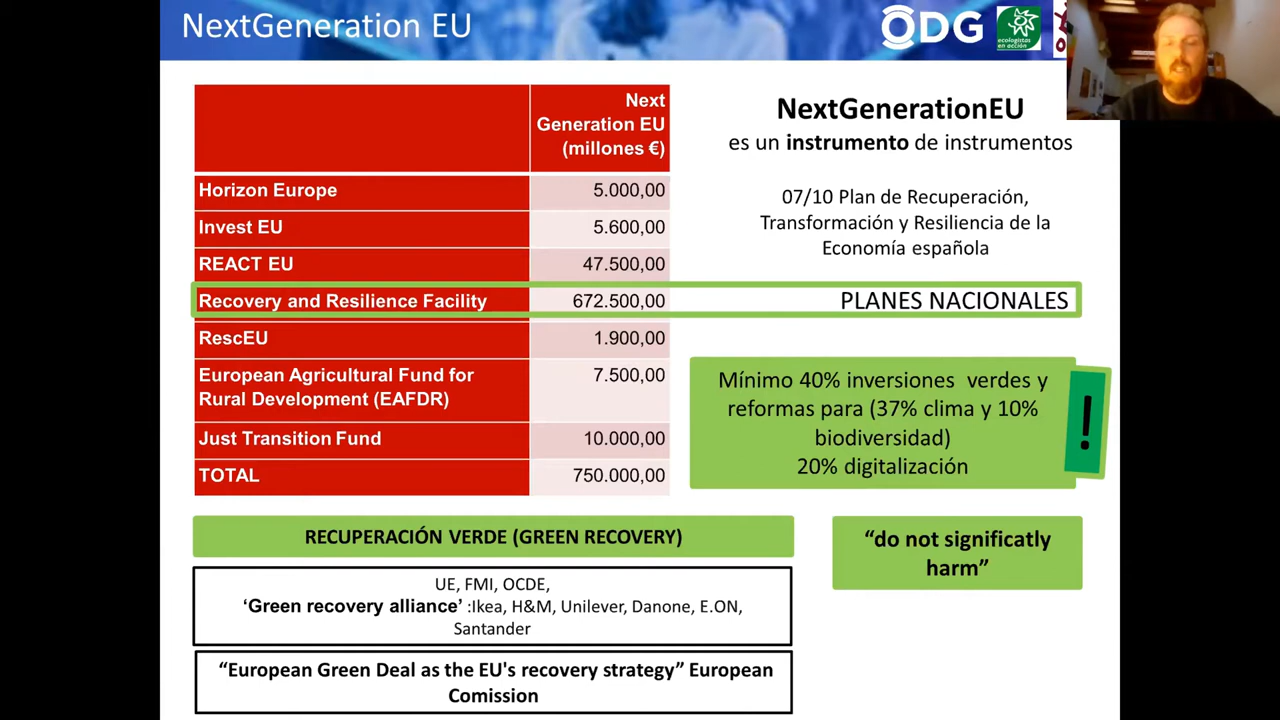 NextGeneration EU
ODG
ecologistas
en acción
Next
Generation EU
(millones €)
Horizon Europe 5.000,00
Invest EU 5.600,00
REACT EU 47.500,00
Recovery and Resilience Facility 672.500,00
RescEU 1.900,00
European Agricultural Fund for 7.500,00
Rural Development (EAFDR)
Just Transition Fund 10.000,00
TOTAL 750.000,00
NextGenerationEU
es un instrumento de instrumentos
07/10 Plan de Recuperación,
Transformación y Resiliencia de la
Economía española
PLANES NACIONALES
Mínimo 40% inversiones verdes y
reformas para (37% clima y 10%
biodiversidad)
20% digitalización
!
RECUPERACIÓN VERDE (GREEN RECOVERY)
UE, FMI, OCDE,
‘Green recovery alliance’ :Ikea, H&M, Unilever, Danone, E.ON,
Santander
“European Green Deal as the EU's recovery strategy” European
Comission
“do not significatly
harm”